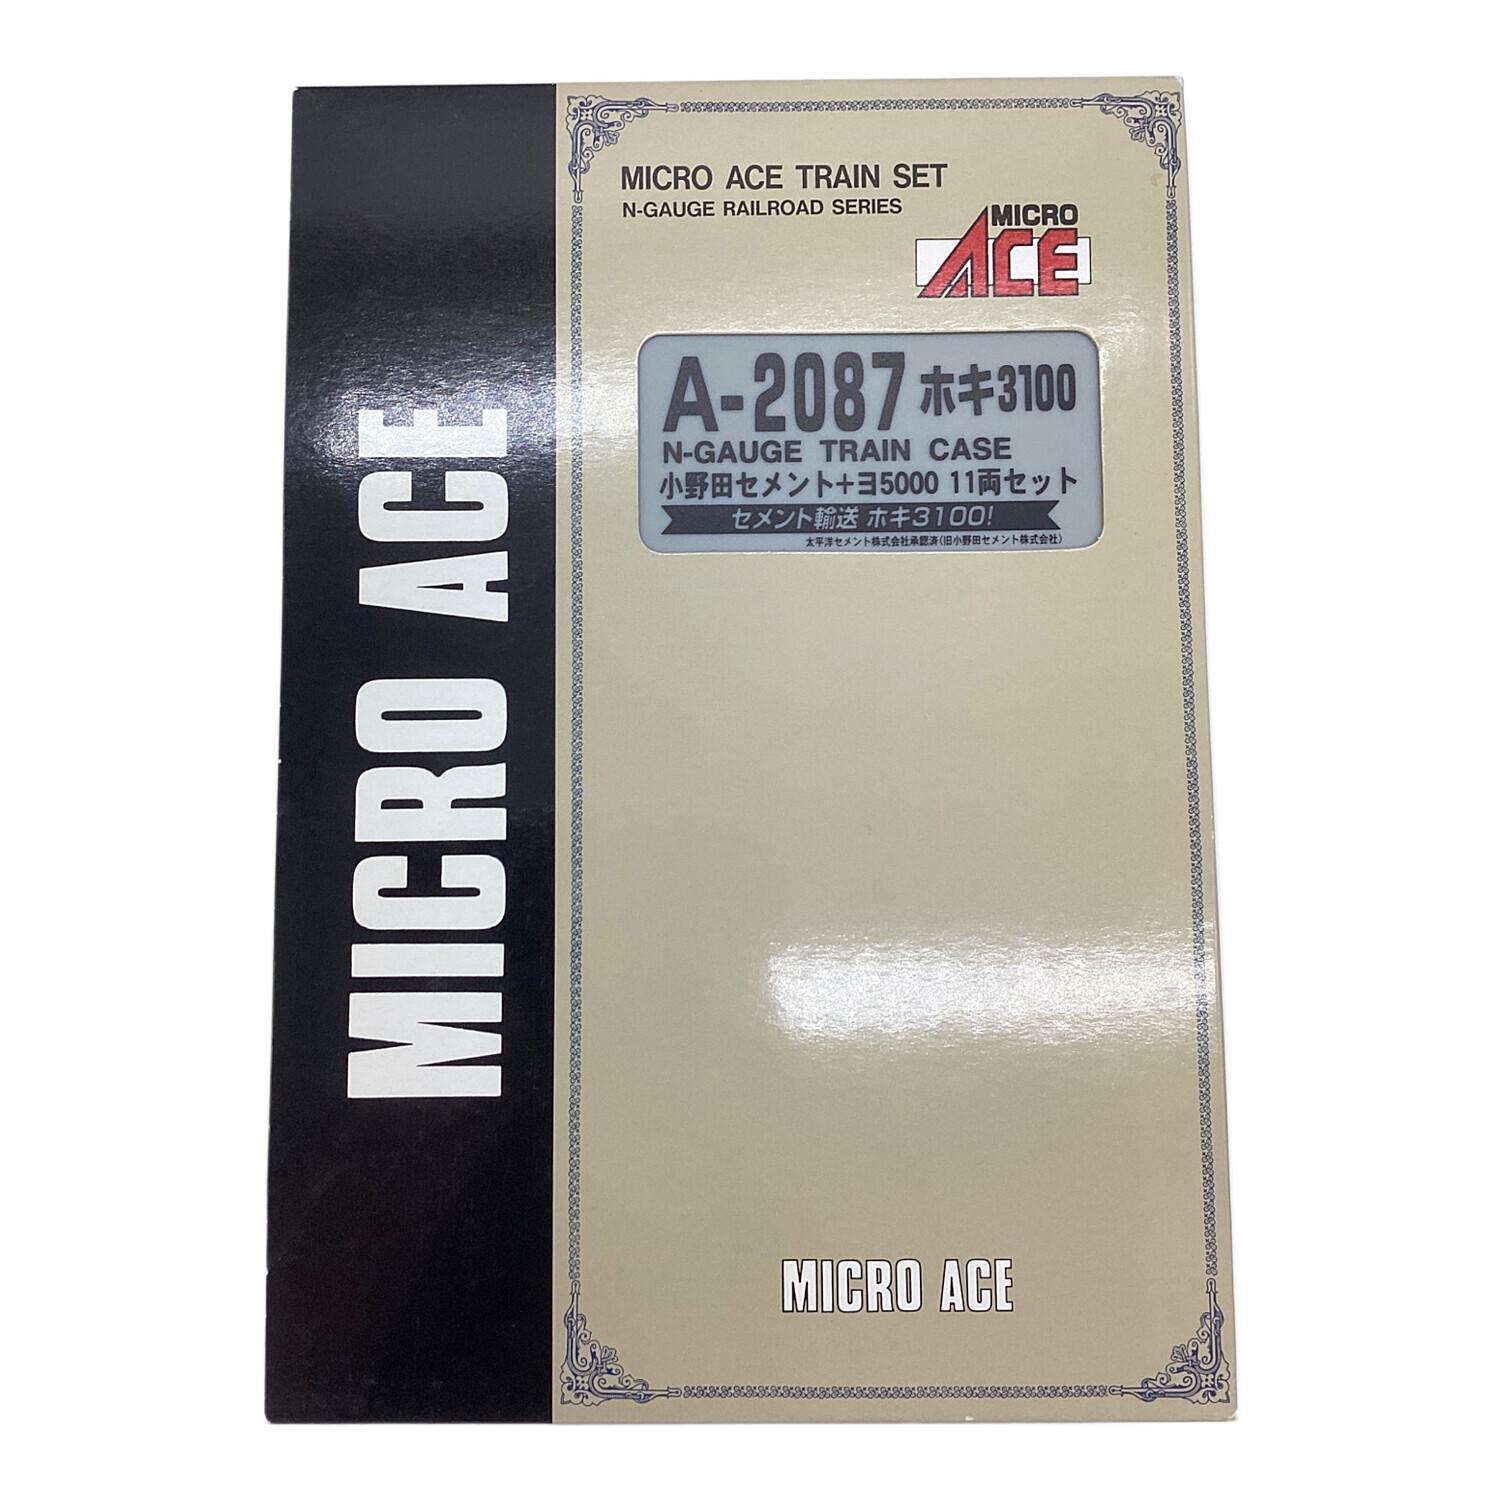 MICRO ACE
MICRO ACE TRAIN SET
N-GAUGE RAILROAD SERIES
MICRO
ACE
A-2087 ホキ3100
N-GAUGE TRAIN CASE
小野田セメント+ヨ5000 11両セット
セメント輸送 ホキ3100!
太平洋セメント株式会社承認済(旧小野田セメント株式会社)
MICRO ACE